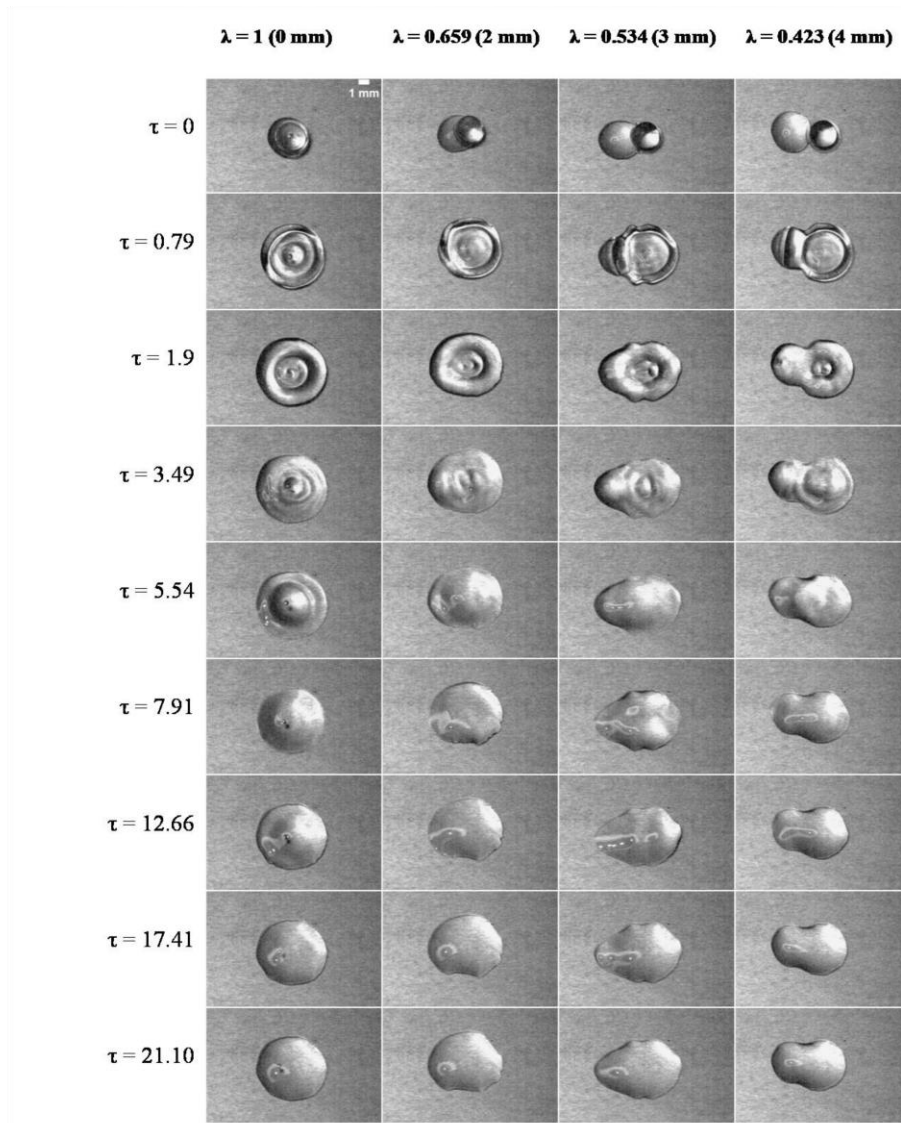 λ = 1 (0 mm) λ = 0.659 (2 mm) λ = 0.534 (3 mm) λ = 0.423 (4 mm)
1 mm
τ = 0
τ = 0.79
τ = 1.9
τ = 3.49
τ = 5.54
τ = 7.91
τ = 12.66
τ = 17.41
τ = 21.10